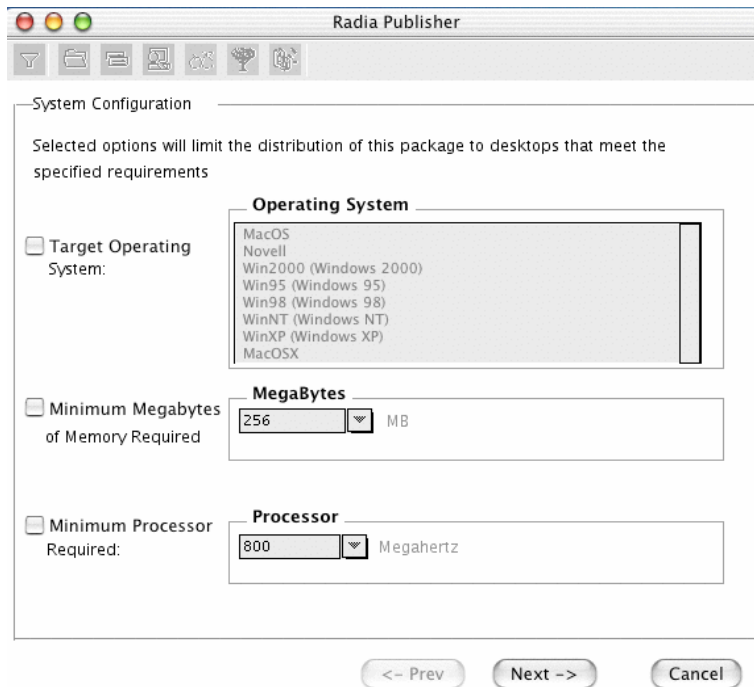 Radia Publisher
System Configuration
Selected options will limit the distribution of this package to desktops that meet the
specified requirements
Operating System
Target Operating
System:
MacOS
Novell
Win2000 (Windows 2000)
Win95 (Windows 95)
Win98 (Windows 98)
WinNT (Windows NT)
WinXP (Windows XP)
MacOSX
MegaBytes
Minimum Megabytes
of Memory Required
256
MB
Processor
Minimum Processor
Required:
800
Megahertz
<- Prev
Next ->
Cancel